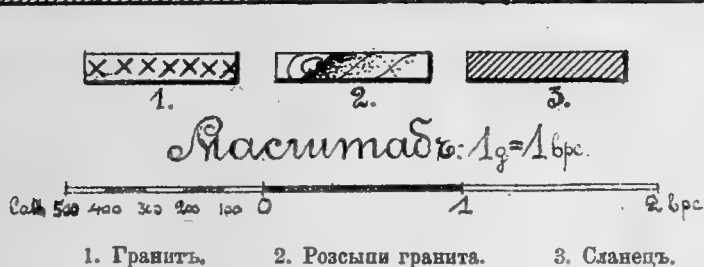 1. 2. 3.
Масштабъ: 1д=1врс.
Саж 500 400 300 200 100 0 1 2 врс
1. Гранитъ. 2. Розсыпи гранита. 3. Сланецъ.